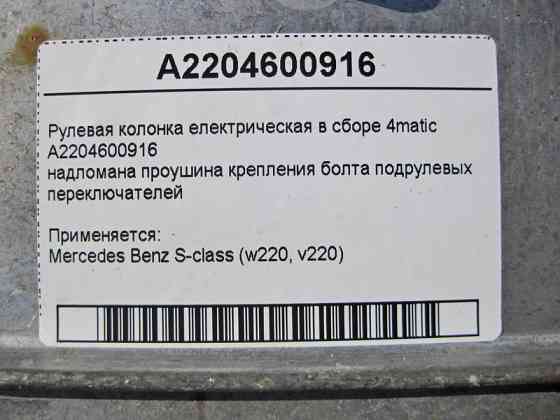 A2204600916
Рулевая колонка електрическая в сборе 4matic
A2204600916
надломана проушина крепления болта подрулевых
переключателей
Применяется:
Mercedes Benz S-class (w220, v220)